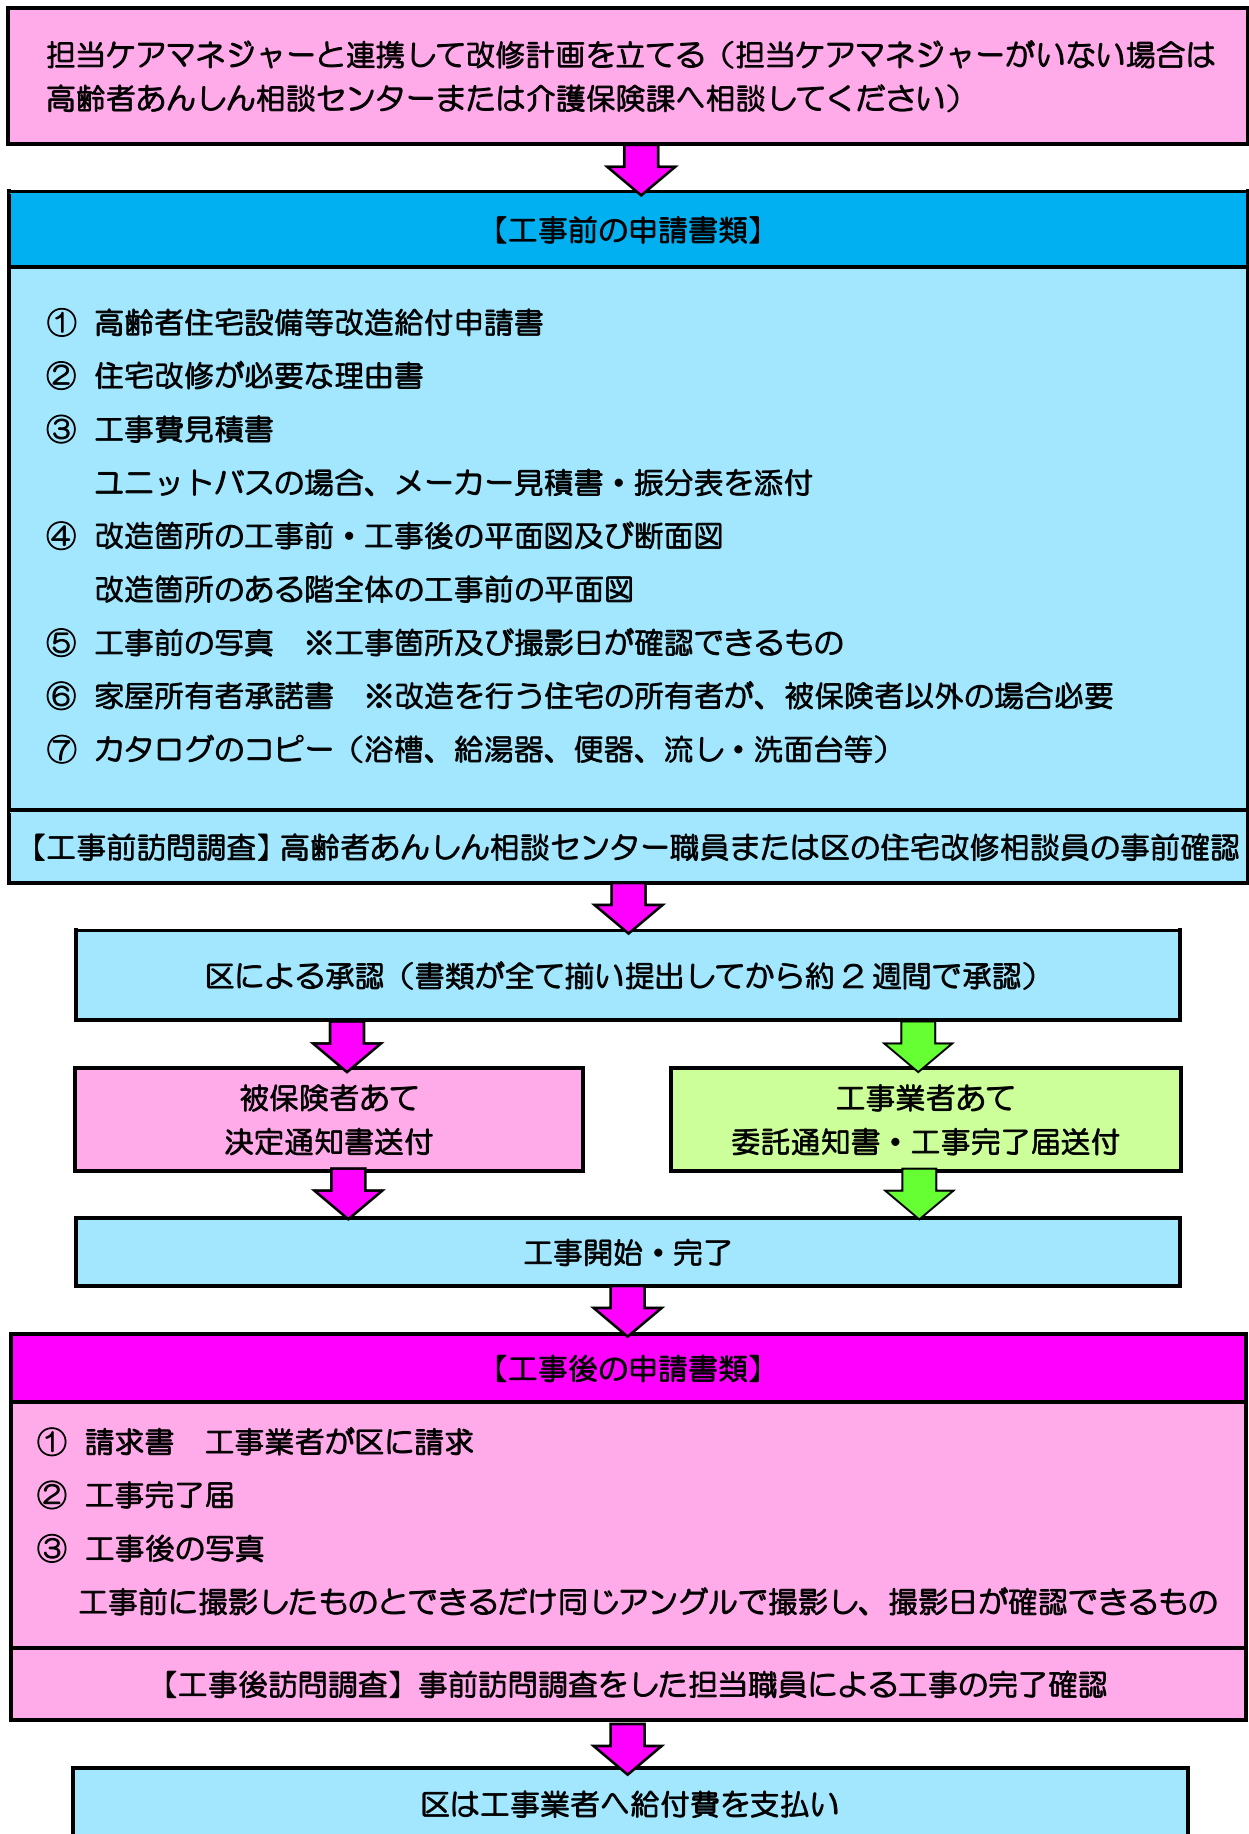 担当ケアマネジャーと連携して改修計画を立てる（担当ケアマネジャーがいない場合は
高齢者あんしん相談センターまたは介護保険課へ相談してください）
【工事前の申請書類】
① 高齢者住宅設備等改造給付申請書
② 住宅改修が必要な理由書
③ 工事費見積書
ユニットバスの場合、メーカー見積書・振分表を添付
④ 改造箇所の工事前・工事後の平面図及び断面図
改造箇所のある階全体の工事前の平面図
⑤ 工事前の写真　※工事箇所及び撮影日が確認できるもの
⑥ 家屋所有者承諾書　※改造を行う住宅の所有者が、被保険者以外の場合必要
⑦ カタログのコピー（浴槽、給湯器、便器、流し・洗面台等）
【工事前訪問調査】高齢者あんしん相談センター職員または区の住宅改修相談員の事前確認
区による承認（書類が全て揃い提出してから約２週間で承認）
被保険者あて
決定通知書送付
工事業者あて
委託通知書・工事完了届送付
工事開始・完了
【工事後の申請書類】
① 請求書　工事業者が区に請求
② 工事完了届
③ 工事後の写真
工事前に撮影したものとできるだけ同じアングルで撮影し、撮影日が確認できるもの
【工事後訪問調査】事前訪問調査をした担当職員による工事の完了確認
区は工事業者へ給付費を支払い